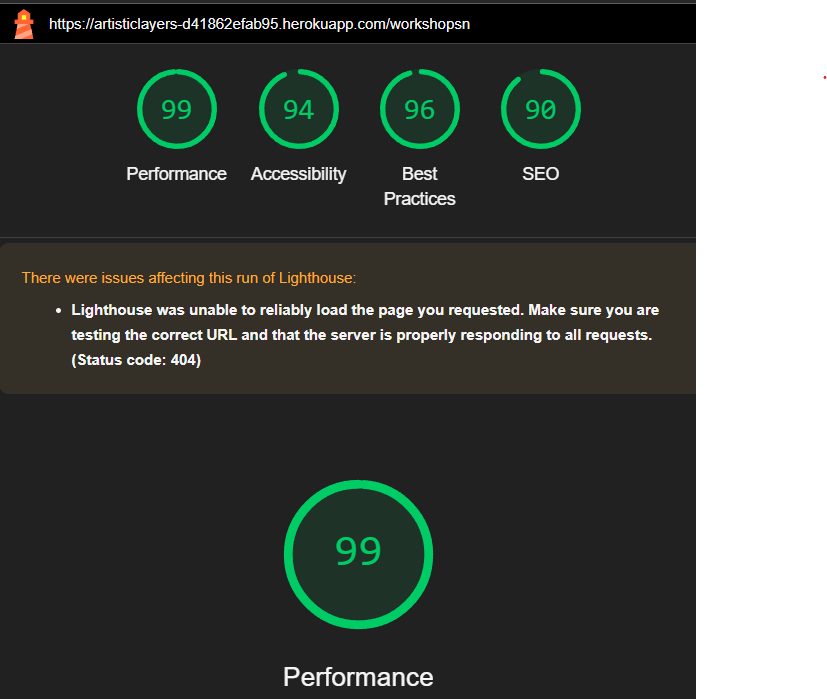 https://artisticlayers-d41862efab95.herokuapp.com/workshopsn
99 94 96 90
Performance Accessibility Best Practices SEO
There were issues affecting this run of Lighthouse:
• Lighthouse was unable to reliably load the page you requested. Make sure you are
testing the correct URL and that the server is properly responding to all requests.
(Status code: 404)
99
Performance